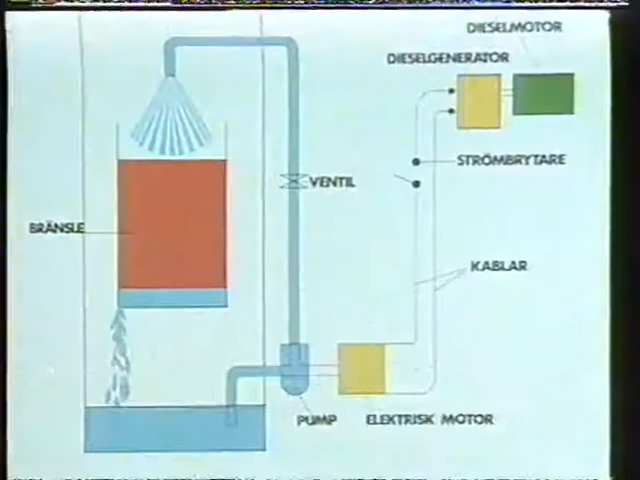 DIESELMOTOR
DIESELGENERATOR
STRÖMBRYTARE
VENTIL
BRÄNSLE
KABLAR
PUMP
ELEKTRISK MOTOR